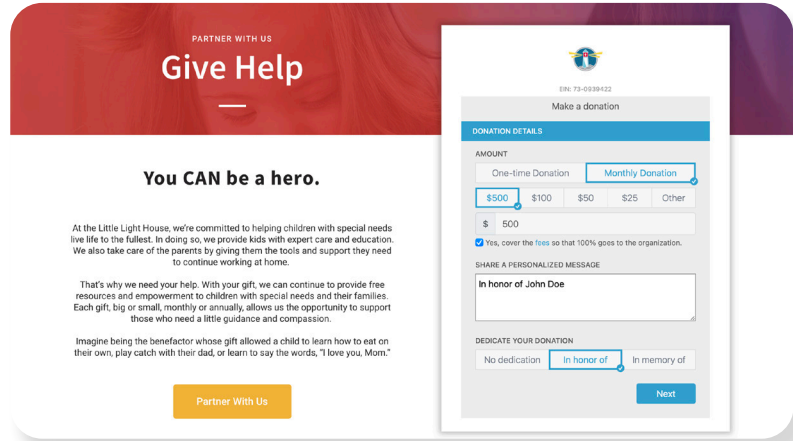 PARTNER WITH US
Give Help
You CAN be a hero.
At the Little Light House, we're committed to helping children with special needs
live life to the fullest. In doing so, we provide kids with expert care and education.
We also take care of the parents by giving them the tools and support they need
to continue working at home.
That's why we need your help. With your gift, we can continue to provide free
resources and empowerment to children with special needs and their families.
Each gift, big or small, monthly or annually, allows us the opportunity to support
those who need a little guidance and compassion.
Imagine being the benefactor whose gift allowed a child to learn how to eat on
their own, play catch with their dad, or learn to say the words, "I love you, Mom."
Partner With Us
EIN: 73-0939422
Make a donation
DONATION DETAILS
AMOUNT
One-time Donation Monthly Donation
$500 $100 $50 $25 Other
$ 500
Yes, cover the fees so that 100% goes to the organization.
SHARE A PERSONALIZED MESSAGE
In honor of John Doe
DEDICATE YOUR DONATION
No dedication In honor of In memory of
Next